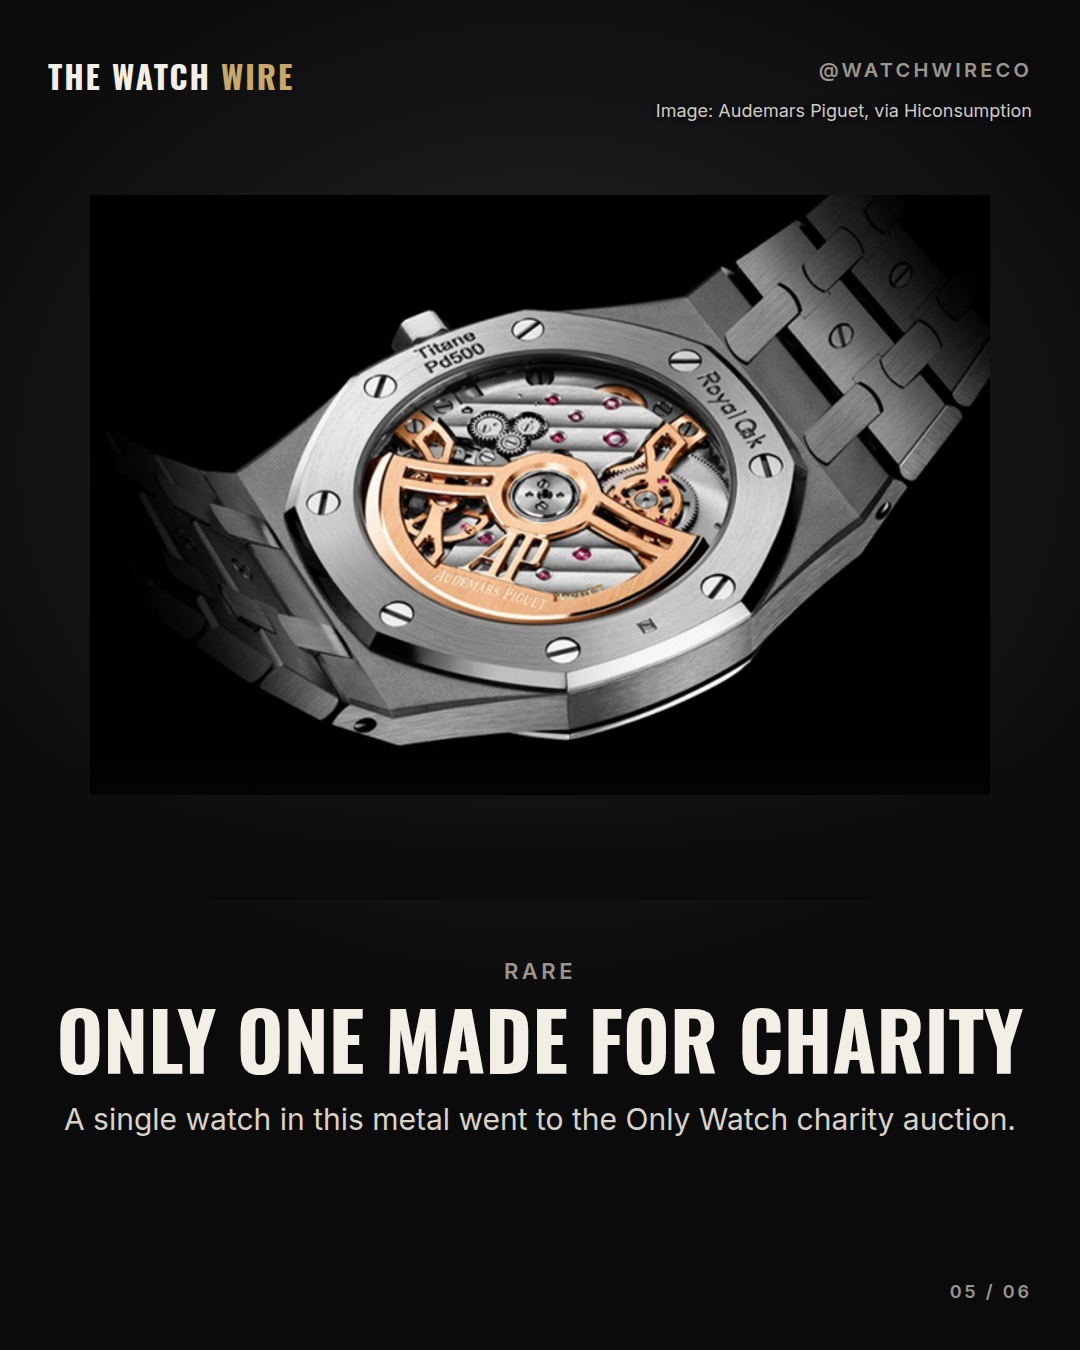 THE WATCH WIRE
@WATCHWIRECO
Image: Audemars Piguet, via Hiconsumption
Titane
Pd500
Royal Oak
AP
AUDEMARS PIGUET
RARE
ONLY ONE MADE FOR CHARITY
A single watch in this metal went to the Only Watch charity auction.
05 / 06